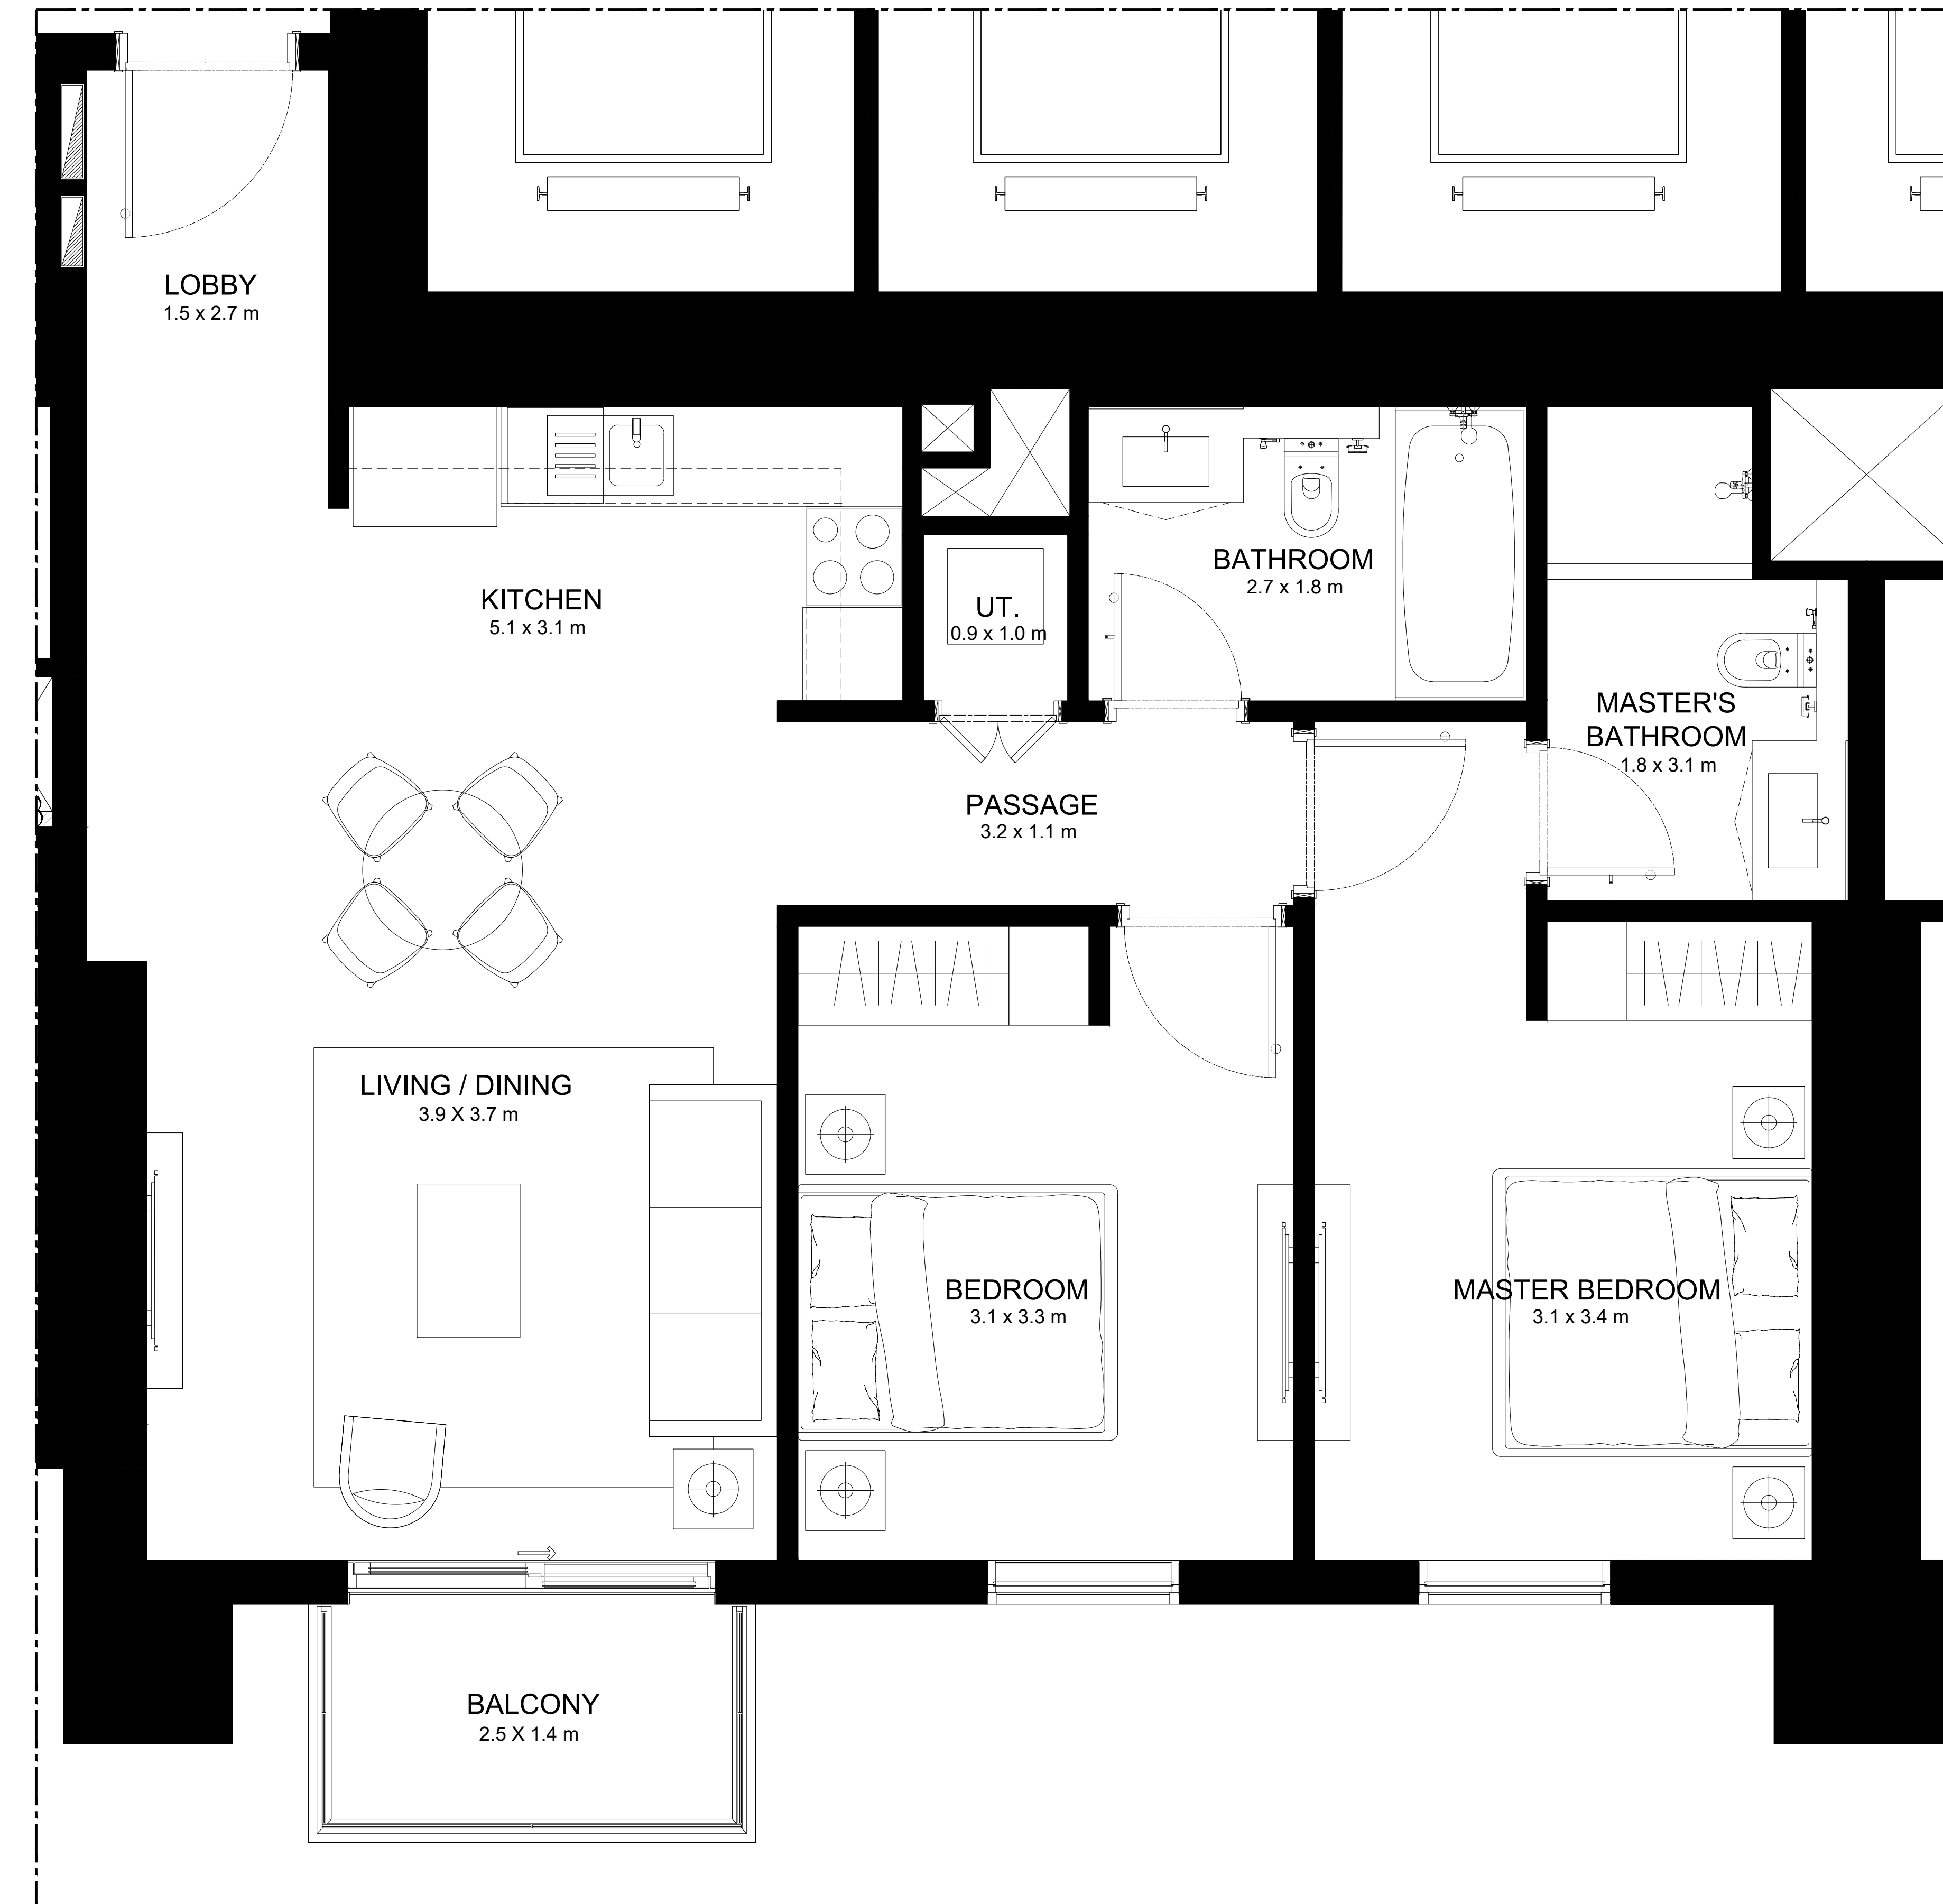 LOBBY
1.5 x 2.7 m
KITCHEN
5.1 x 3.1 m
UT.
0.9 x 1.0 m
BATHROOM
2.7 x 1.8 m
MASTER'S
BATHROOM
1.8 x 3.1 m
PASSAGE
3.2 x 1.1 m
LIVING / DINING
3.9 X 3.7 m
BEDROOM
3.1 x 3.3 m
MASTER BEDROOM
3.1 x 3.4 m
BALCONY
2.5 X 1.4 m